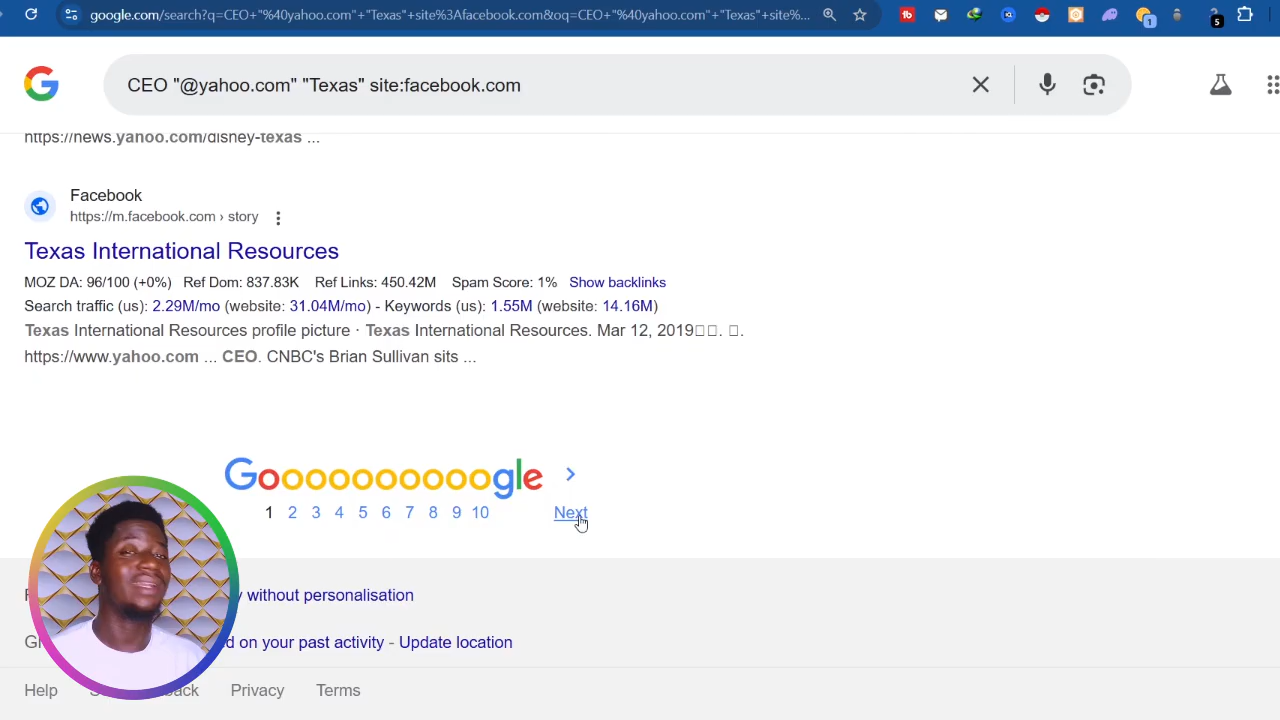 google.com/search?q=CEO+"%40yahoo.com"+"Texas"+site%3Afacebook.com&oq=CEO+"%40yahoo.com"+"Texas"+site%...
1
5
CEO "@yahoo.com" "Texas" site:facebook.com
https://news.yahoo.com/disney-texas ...
Facebook
https://m.facebook.com › story
Texas International Resources
MOZ DA: 96/100 (+0%) Ref Dom: 837.83K Ref Links: 450.42M Spam Score: 1% Show backlinks
Search traffic (us): 2.29M/mo (website: 31.04M/mo) - Keywords (us): 1.55M (website: 14.16M)
Texas International Resources profile picture · Texas International Resources. Mar 12, 2019□□. □.
https://www.yahoo.com ... CEO. CNBC's Brian Sullivan sits ...
Goooooooooogle
1 2 3 4 5 6 7 8 9 10 Next
without personalisation
on your past activity - Update location
Help Privacy Terms